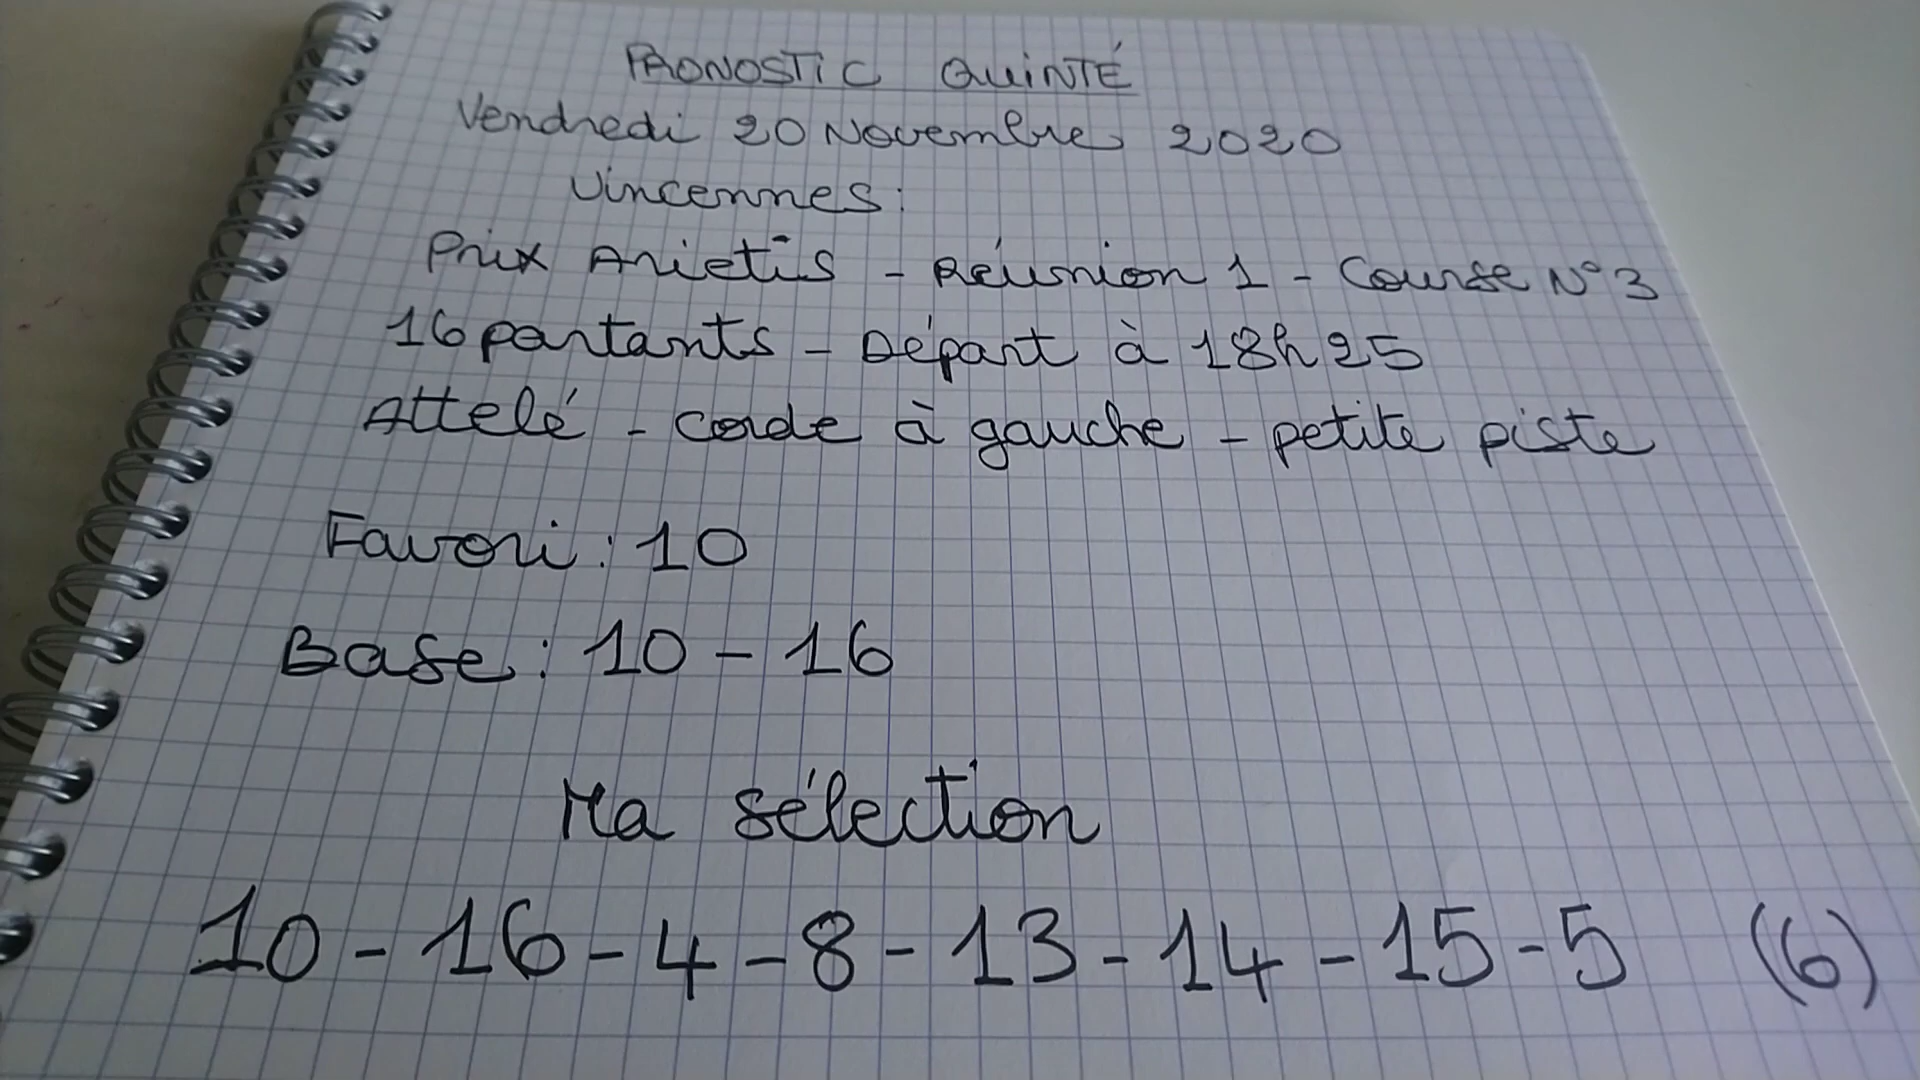 PRONOSTIC QUINTÉ
Vendredi 20 Novembre 2020
Vincennes:
Prix Arietis - Réunion 1 - Course N°3
16 partants - Départ à 18h25
Attelé - corde à gauche - petite piste
Favori : 10
Base : 10 - 16
Ma sélection
10 - 16 - 4 - 8 - 13 - 14 - 15 - 5 (6)